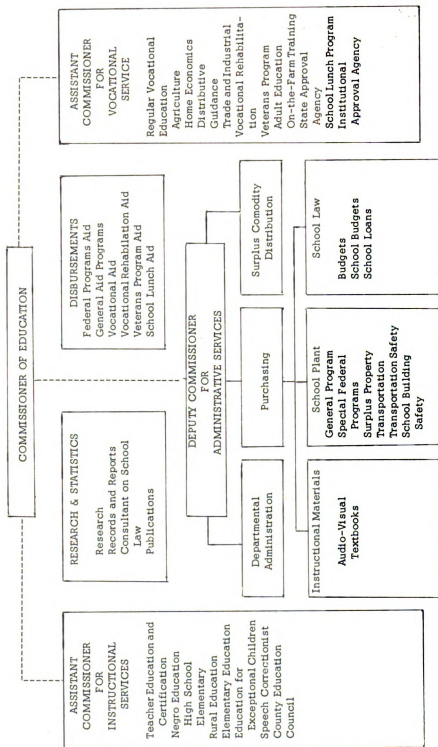 COMMISSIONER OF EDUCATION
ASSISTANT
COMMISSIONER
FOR
INSTRUCTIONAL
SERVICES
Teacher Education and
Certification
Negro Education
High School
Elementary
Rural Education
Elementary Education
Education for
Exceptional Children
Speech Correctionist
County Education
Council
RESEARCH & STATISTICS
Research
Records and Reports
Consultant on School
Law
Publications
DISBURSEMENTS
Federal Programs Aid
General Aid Programs
Vocational Aid
Vocational Rehabilation Aid
Veterans Program Aid
School Lunch Aid
ASSISTANT
COMMISSIONER
FOR
VOCATIONAL
SERVICE
Regular Vocational
Education
Agriculture
Home Economics
Distributive
Guidance
Trade and Industrial
Vocational Rehabilita-
tion
Veterans Program
Adult Education
On-the-Farm Training
State Approval
Agency
School Lunch Program
Institutional
Approval Agency
DEPUTY COMMISSIONER
FOR
ADMINISTRATIVE SERVICES
Departmental
Administration
Purchasing
Surplus Comodity
Distribution
Instructional Materials
Audio-Visual
Textbooks
School Plant
General Program
Special Federal
Programs
Surplus Property
Transportation
Transportation Safety
School Building
Safety
School Law
Budgets
School Budgets
School Loans